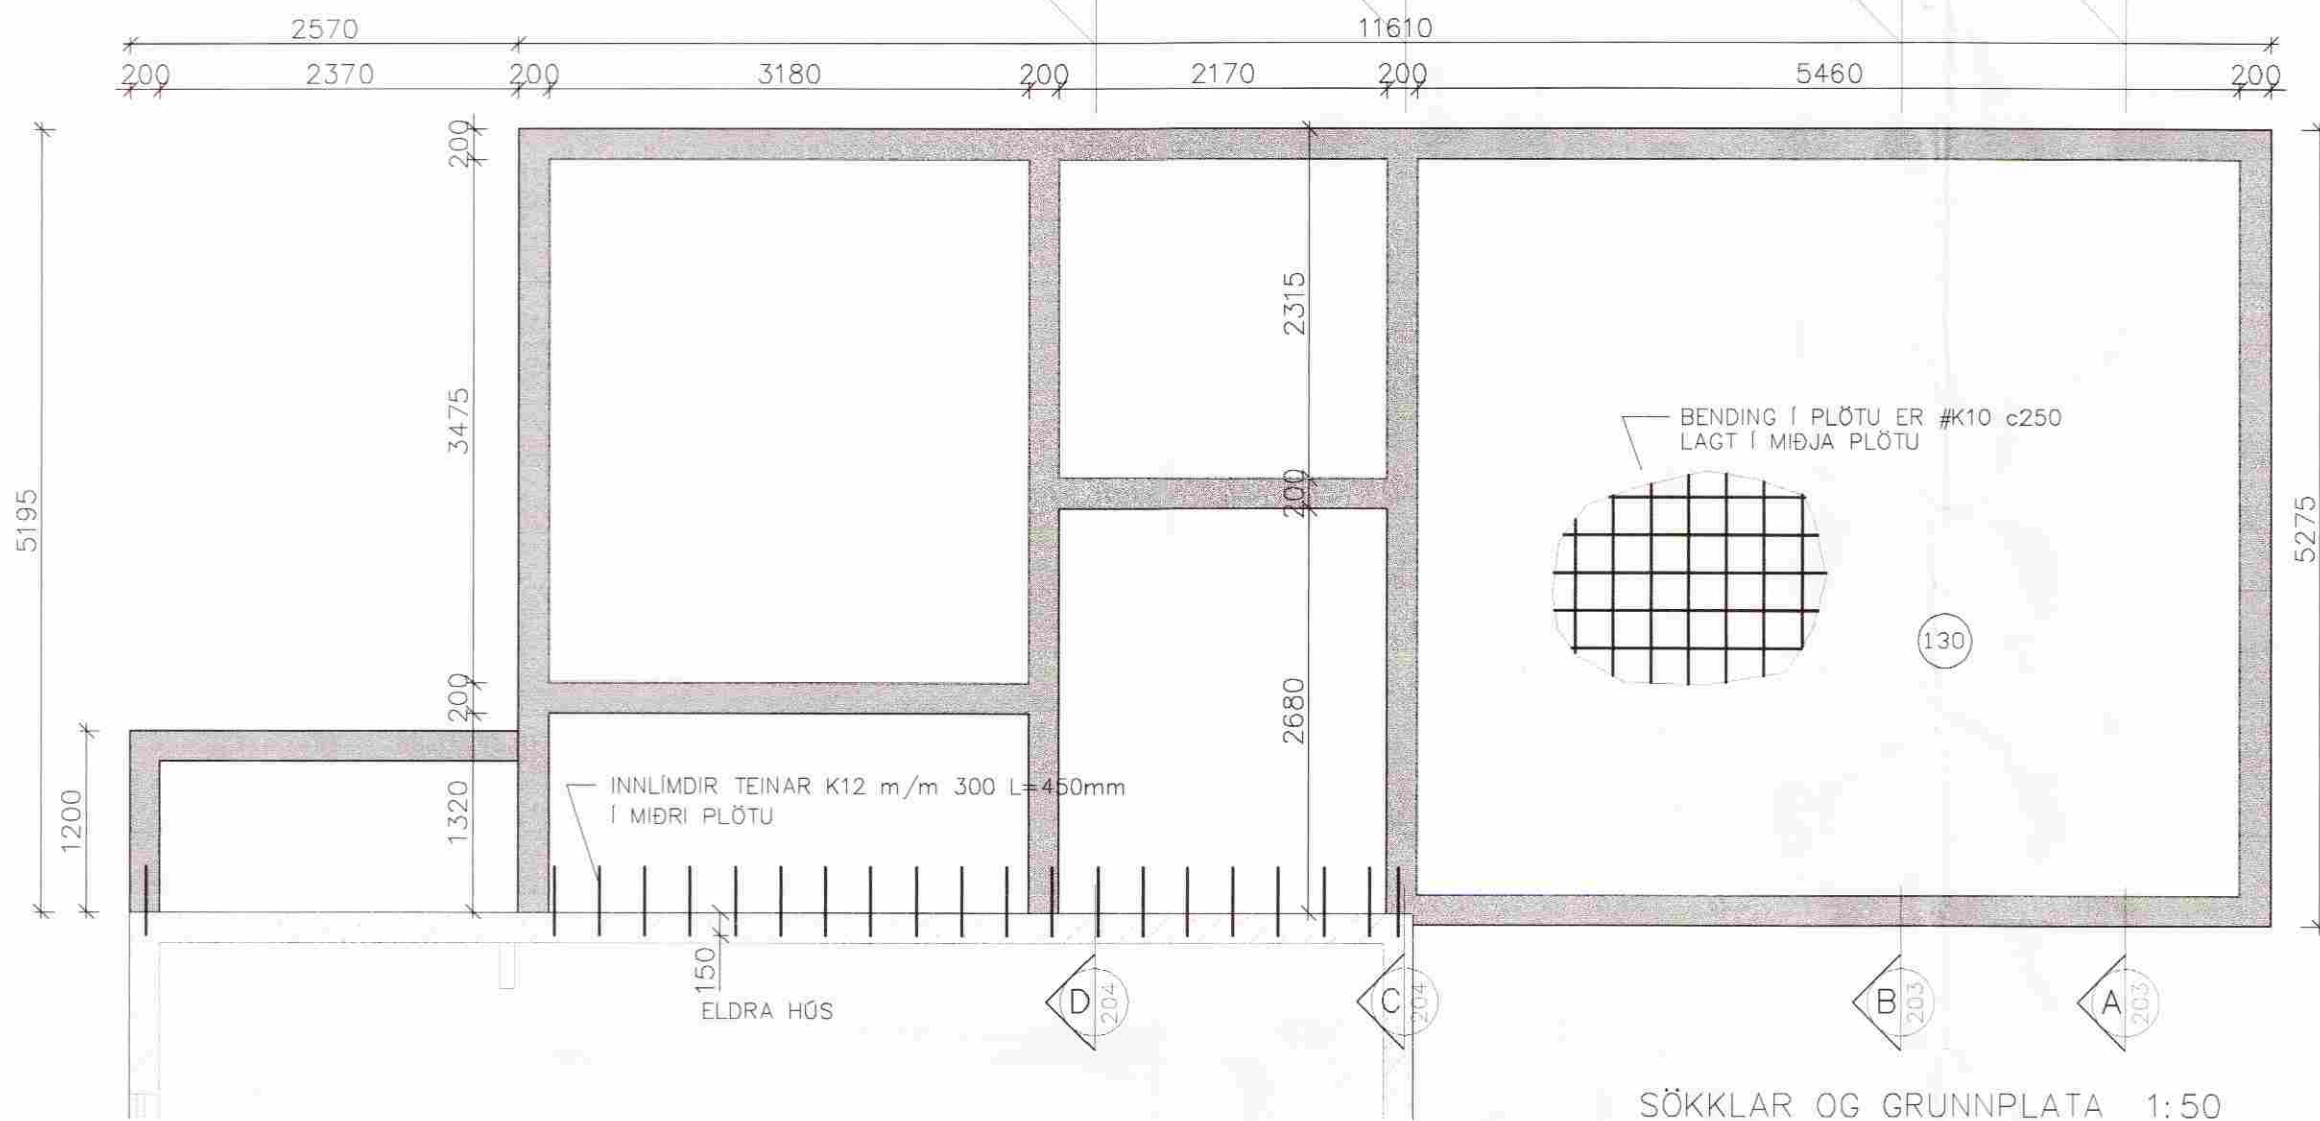 2570
11610
200
2370
200
3180
200
2170
200
5460
200
200
3475
200
1320
5195
1200
2315
200
2680
5275
BENDING Í PLÖTU ER #K10 c250
LAGT Í MIÐJA PLÖTU
130
INNLÍMDIR TEINAR K12 m/m 300 L=450mm
Í MIÐRI PLÖTU
150
ELDRA HÚS
D
204
C
204
B
203
A
203
SÖKKLAR OG GRUNNPLATA 1:50